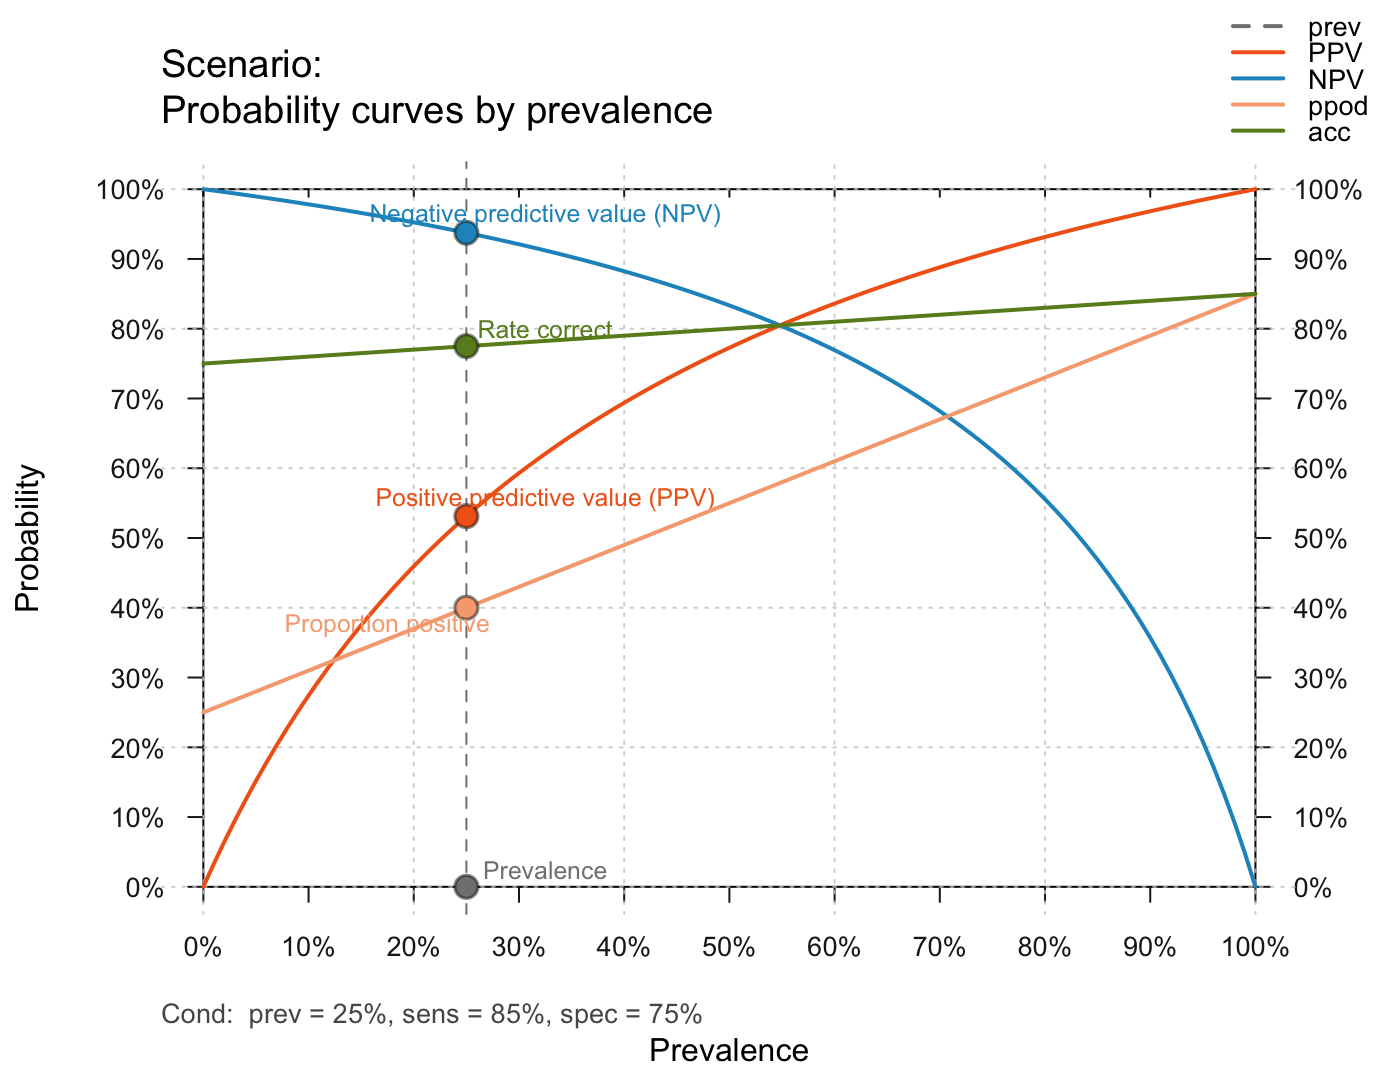 prev
PPV
NPV
ppod
acc
Scenario:
Probability curves by prevalence
100%
90%
80%
70%
60%
50%
40%
30%
20%
10%
0%
Probability
Negative predictive value (NPV)
Rate correct
Positive predictive value (PPV)
Proportion positive
Prevalence
100%
90%
80%
70%
60%
50%
40%
30%
20%
10%
0%
0% 10% 20% 30% 40% 50% 60% 70% 80% 90% 100%
Cond: prev = 25%, sens = 85%, spec = 75%
Prevalence